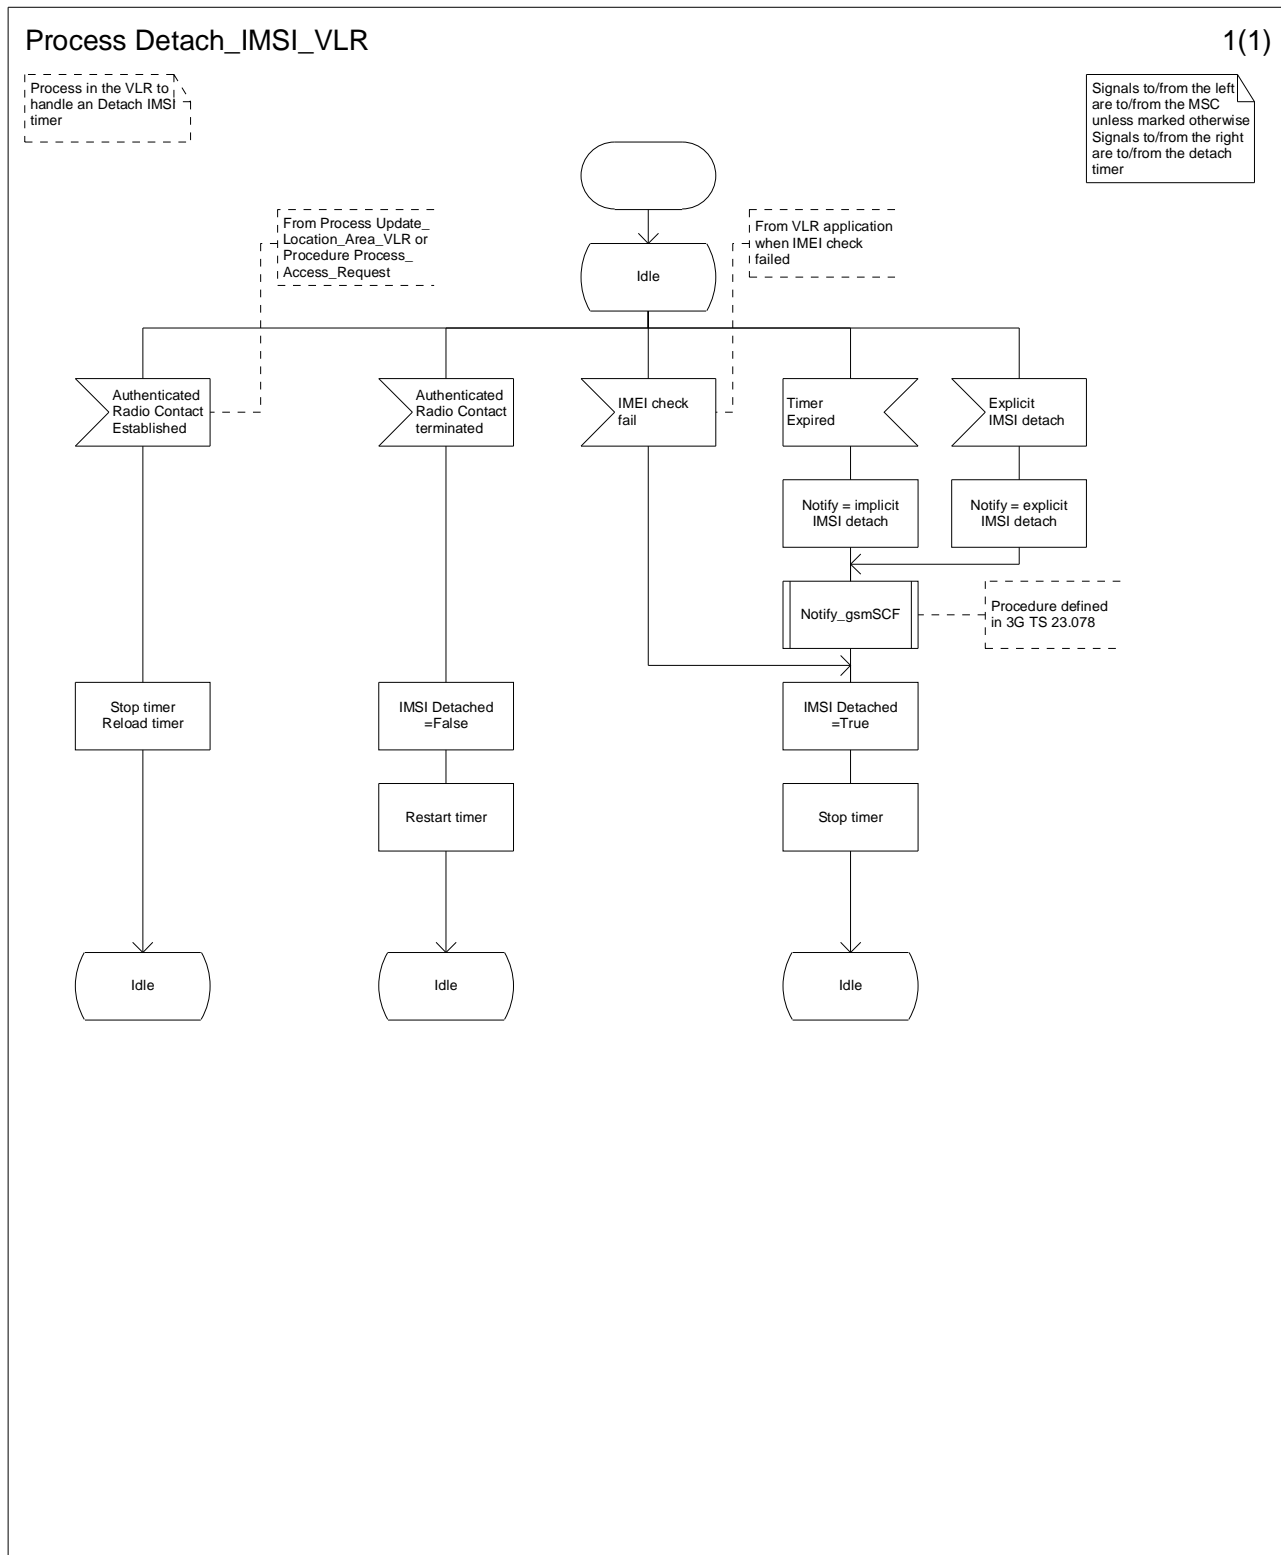 Process Detach_IMSI_VLR
1(1)
Process in the VLR to
handle an Detach IMSI
timer
Signals to/from the left
are to/from the MSC
unless marked otherwise
Signals to/from the right
are to/from the detach
timer
From Process Update_
Location_Area_VLR or
Procedure Process_
Access_Request
From VLR application
when IMEI check
failed
Idle
Authenticated
Radio Contact
Established
Authenticated
Radio Contact
terminated
IMEI check
fail
Timer
Expired
Explicit
IMSI detach
Notify = implicit
IMSI detach
Notify = explicit
IMSI detach
Notify_gsmSCF
Procedure defined
in 3G TS 23.078
Stop timer
Reload timer
IMSI Detached
=False
IMSI Detached
=True
Restart timer
Stop timer
Idle
Idle
Idle